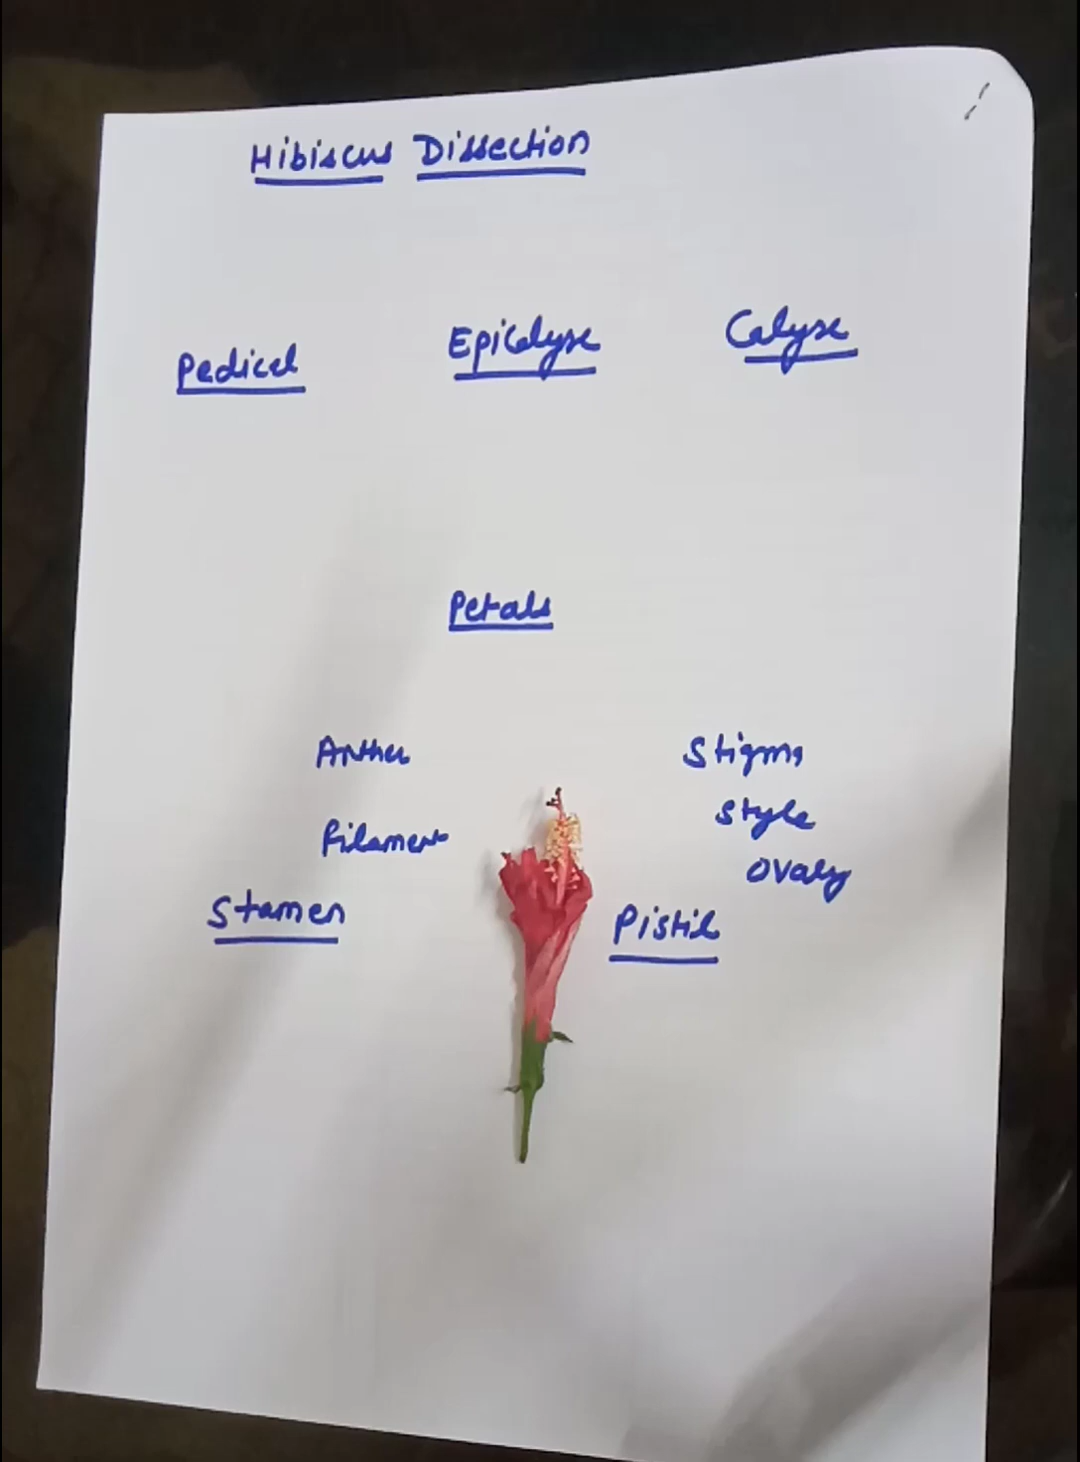 Hibiscus Dissection
Pedicel
Epicalyx
Calyx
Petals
Anther
Filament
Stamen
Stigma
Style
Ovary
Pistil